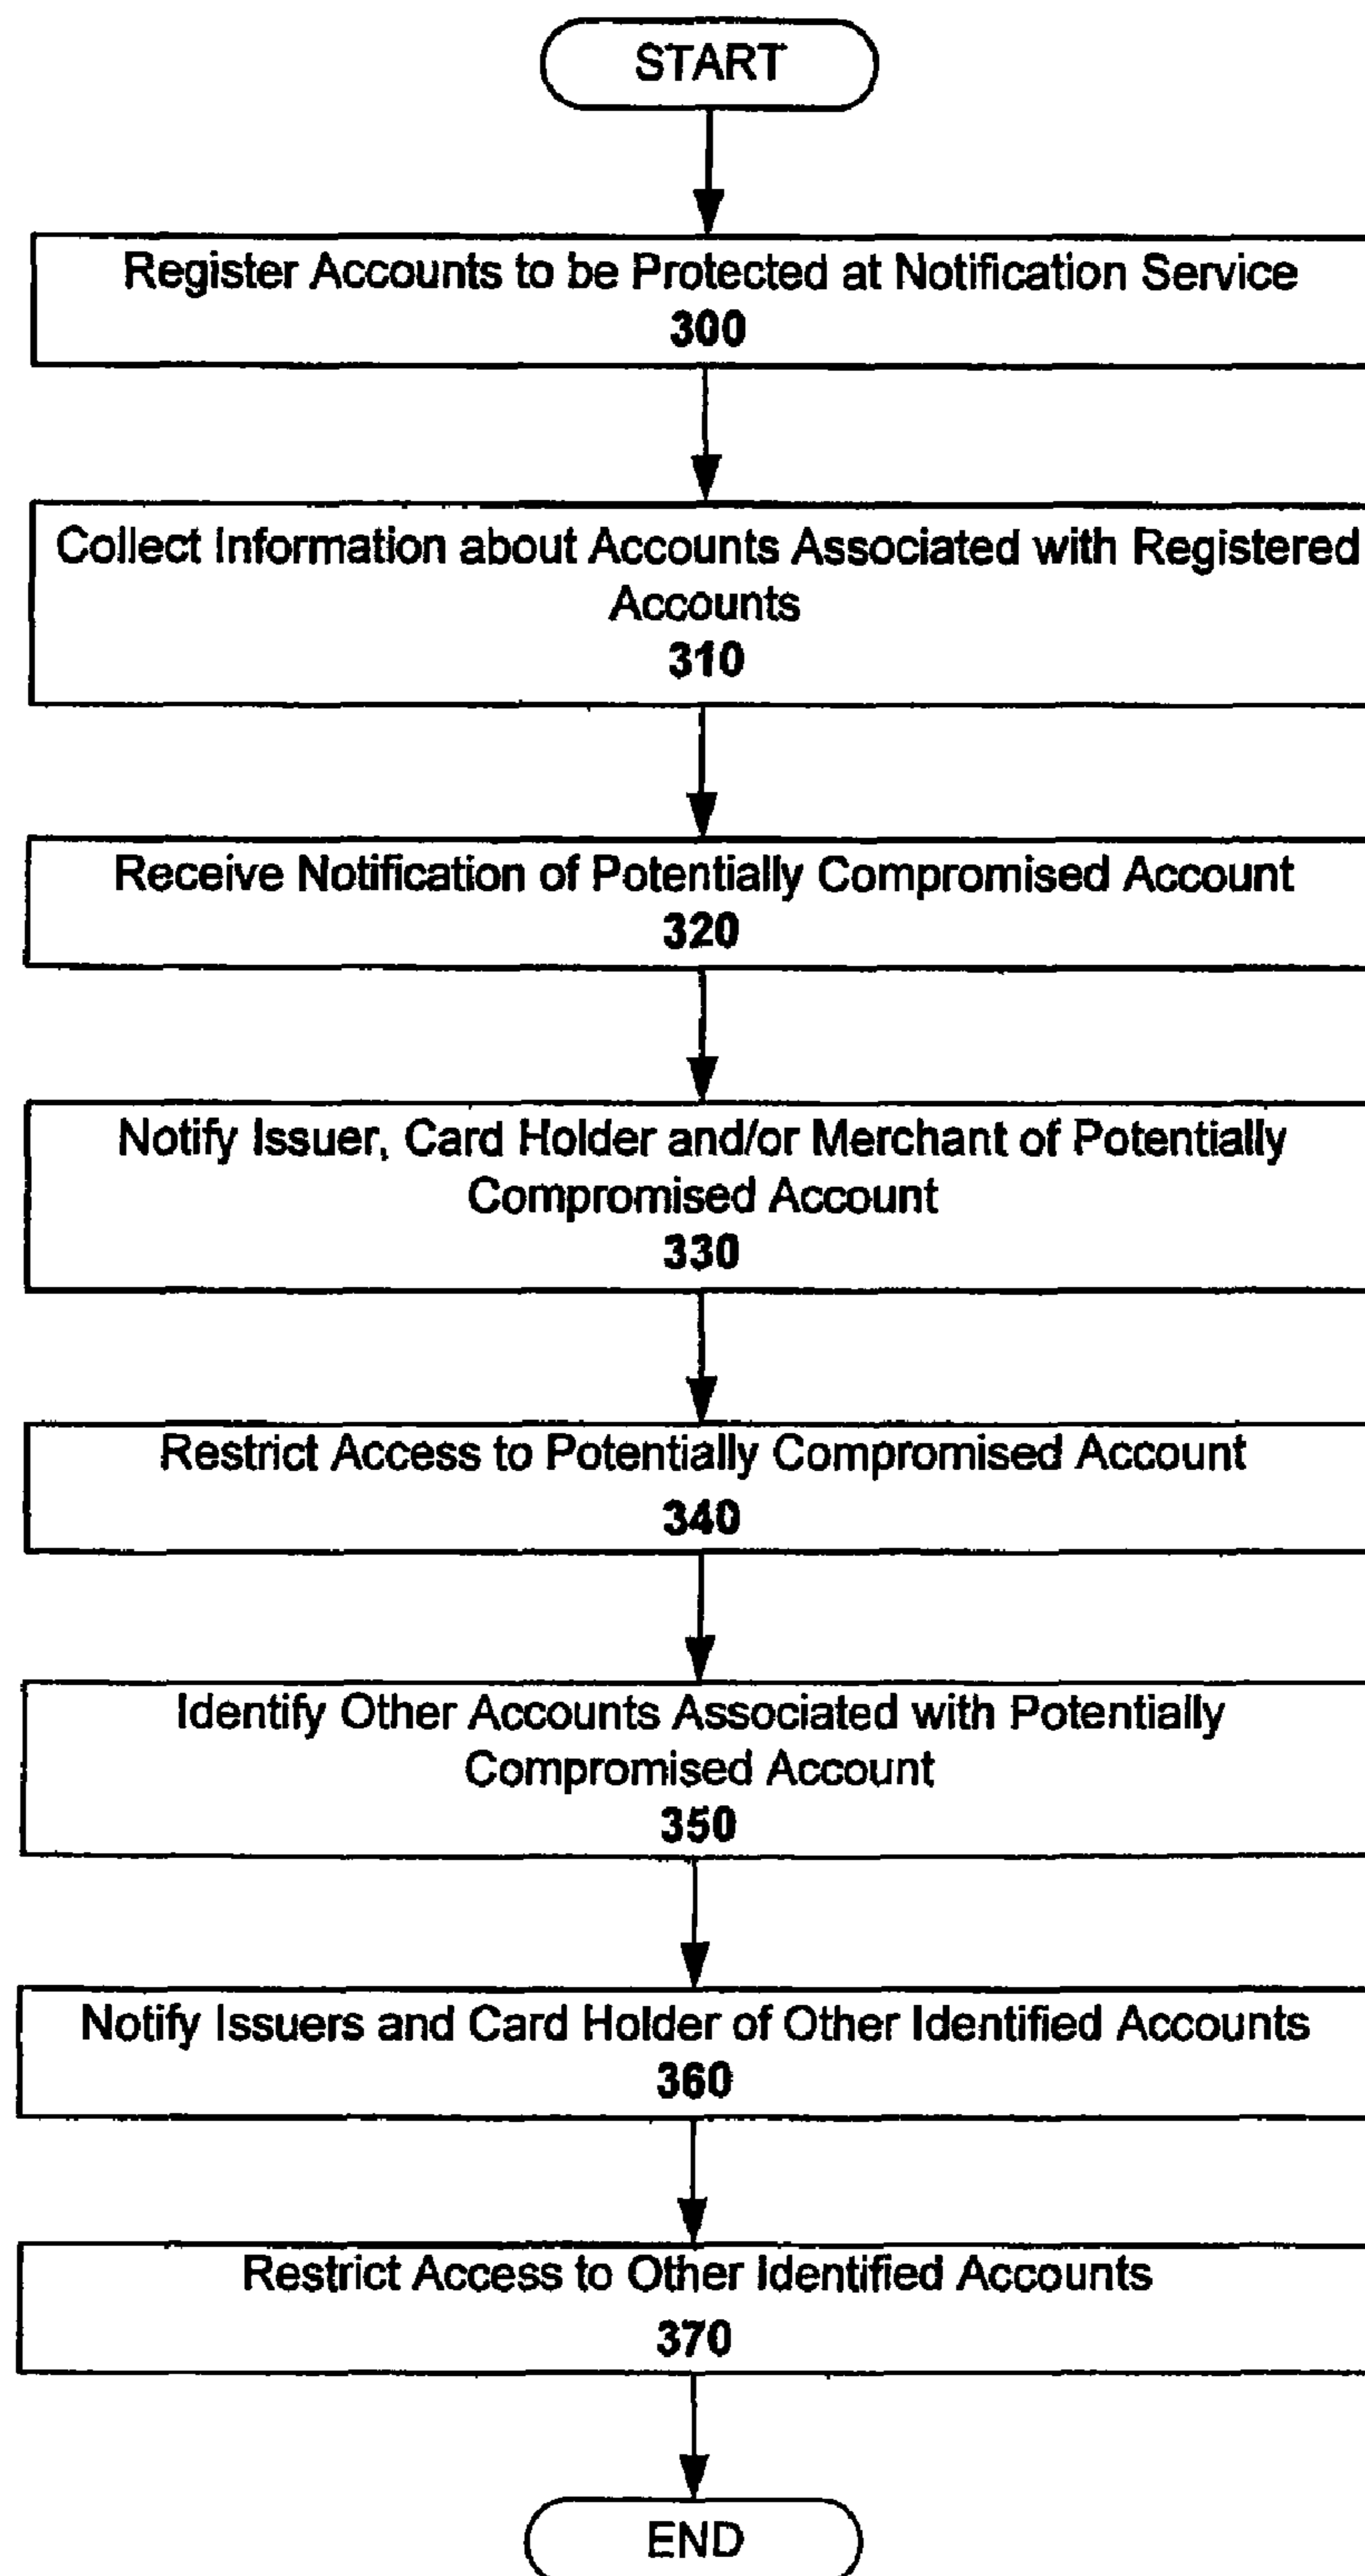 START
Register Accounts to be Protected at Notification Service
300
Collect Information about Accounts Associated with Registered
Accounts
310
Receive Notification of Potentially Compromised Account
320
Notify Issuer, Card Holder and/or Merchant of Potentially
Compromised Account
330
Restrict Access to Potentially Compromised Account
340
Identify Other Accounts Associated with Potentially
Compromised Account
350
Notify Issuers and Card Holder of Other Identified Accounts
360
Restrict Access to Other Identified Accounts
370
END